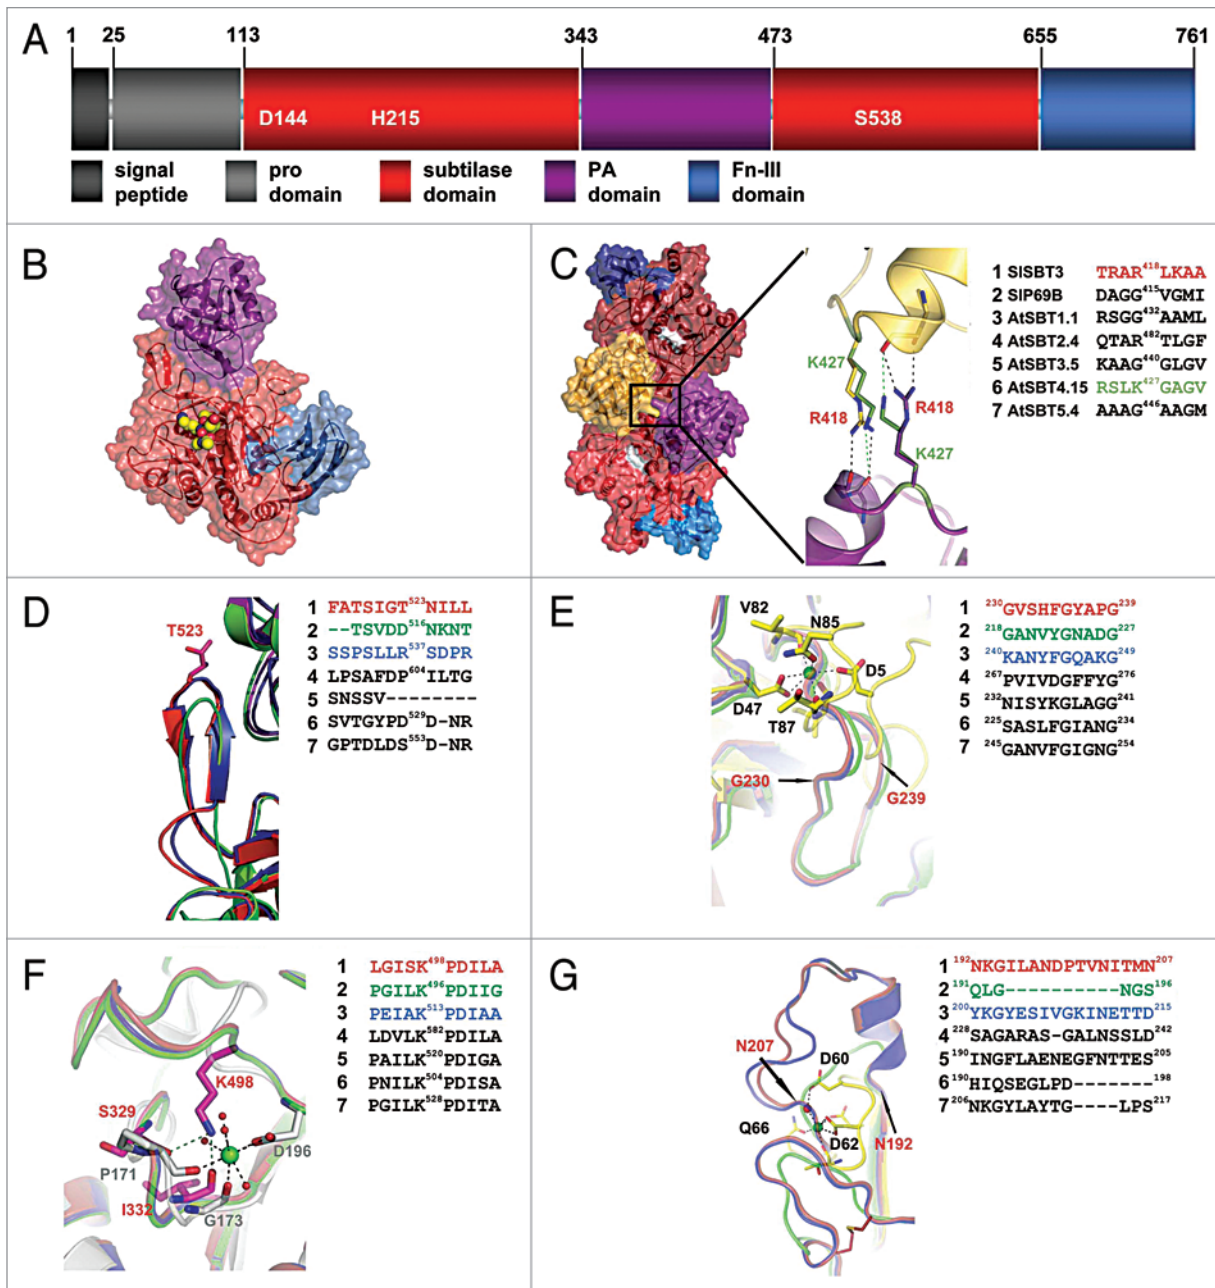 A
1 25 113 343 473 655 761
D144 H215 S538
signal peptide
pro domain
subtilase domain
PA domain
Fn-III domain
B
C
K427
R418
R418
K427
1 SlSBT3 TRAR⁴¹⁸LKAA
2 SlP69B DAGG⁴¹⁵VGMI
3 AtSBT1.1 RSGG⁴³²AAML
4 AtSBT2.4 QTAR⁴⁸²TLGF
5 AtSBT3.5 KAAG⁴⁴⁰GLGV
6 AtSBT4.15 RSLK⁴²⁷GAGV
7 AtSBT5.4 AAAG⁴⁴⁶AAGM
D
T523
1 FATSIGT⁵²³NILL
2 --TSVDD⁵¹⁶NKNT
3 SSPSLLR⁵³⁷SDPR
4 LPSAFDP⁶⁰⁴ILTG
5 SNSSV--------
6 SVTGYPD⁵²⁹D-NR
7 GPTDLDS⁵⁵³D-NR
E
V82
N85
D5
D47
T87
G230
G239
1 ²³⁰GVSHFGYAPG²³⁹
2 ²¹⁸GANVYGNADG²²⁷
3 ²⁴⁰KANYFGQAKG²⁴⁹
4 ²⁶⁷PVIVDGFFYG²⁷⁶
5 ²³²NISYKGLAGG²⁴¹
6 ²²⁵SASLFGIANG²³⁴
7 ²⁴⁵GANVFGIGNG²⁵⁴
F
K498
S329
P171
D196
I332
G173
1 LGISK⁴⁹⁸PDILA
2 PGILK⁴⁹⁶PDIIG
3 PEIAK⁵¹³PDIAA
4 LDVLK⁵⁸²PDILA
5 PAILK⁵²⁰PDIGA
6 PNILK⁵⁰⁴PDISA
7 PGILK⁵²⁸PDITA
G
N207
D60
Q66
D62
N192
1 ¹⁹²NKGILANDPTVNITMN²⁰⁷
2 ¹⁹¹QLG----------NGS¹⁹⁶
3 ²⁰⁰YKGYESIVGKINETTD²¹⁵
4 ²²⁸SAGARAS-GALNSSLD²⁴²
5 ¹⁹⁰INGFLAENEGFNTTES²⁰⁵
6 ¹⁹⁰HIQSEGLPD-------¹⁹⁸
7 ²⁰⁶NKGYLAYTG----LPS²¹⁷